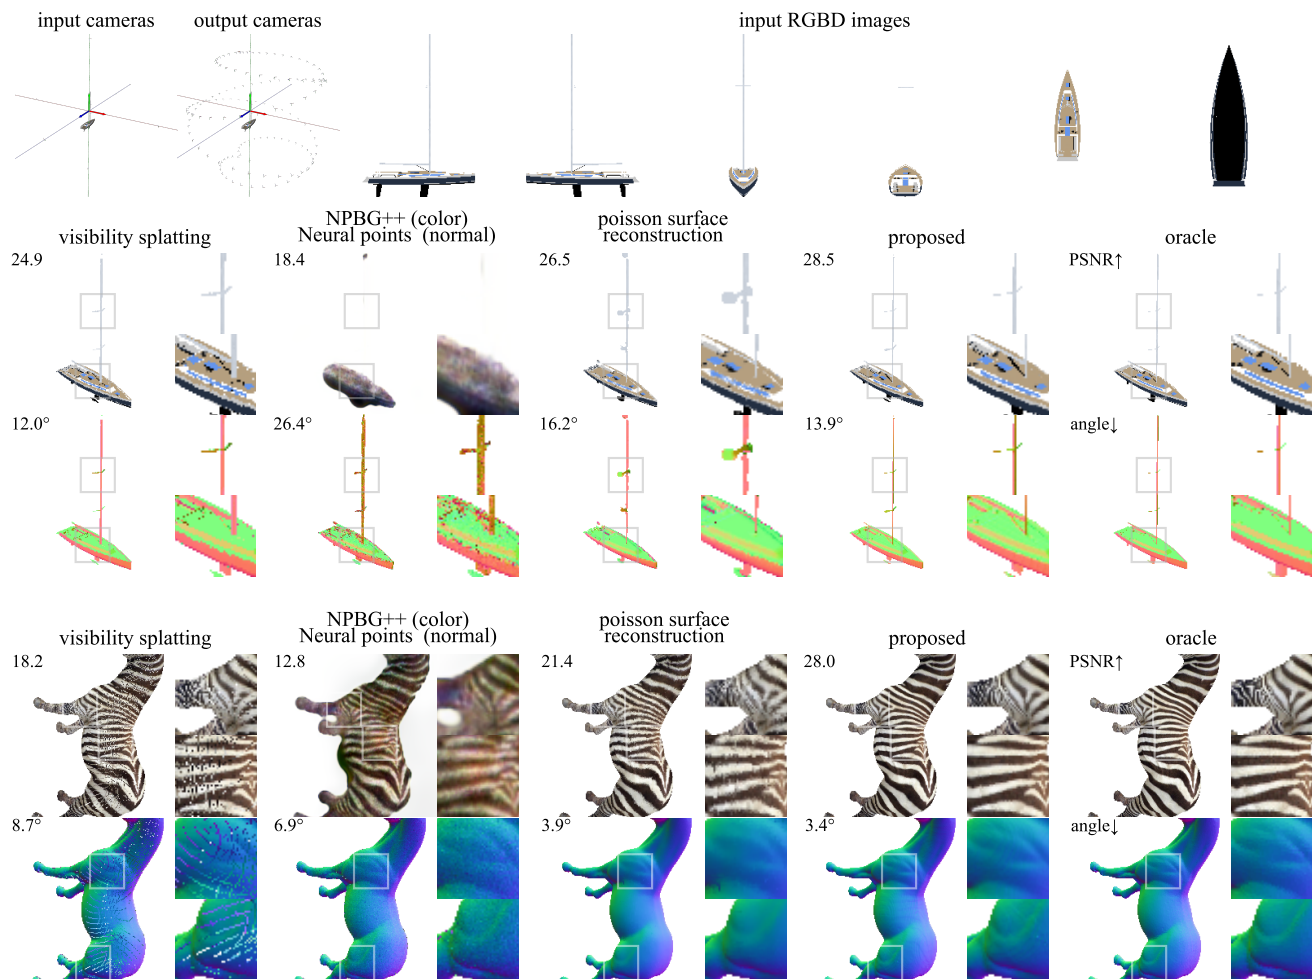 input cameras
output cameras
input RGBD images
visibility splatting
NPBG++ (color)
Neural points (normal)
poisson surface
reconstruction
proposed
oracle
24.9
18.4
26.5
28.5
PSNR↑
12.0°
26.4°
16.2°
13.9°
angle↓
visibility splatting
NPBG++ (color)
Neural points (normal)
poisson surface
reconstruction
proposed
oracle
18.2
12.8
21.4
28.0
PSNR↑
8.7°
6.9°
3.9°
3.4°
angle↓